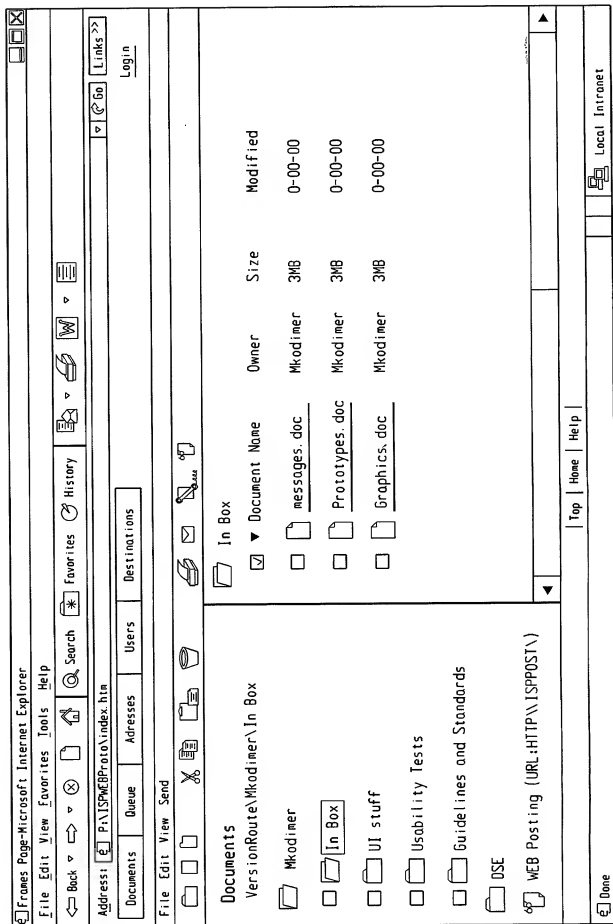 Frames Page-Microsoft Internet Explorer
File Edit View Favorites Tools Help
Back Search Favorites History
Address: P:\ISPWEBProto\index.htm Go Links >>
Documents Queue Adresses Users Destinations Login
File Edit View Send
Documents
VersionRoute\Mkodimer\In Box
Mkodimer
In Box
UI stuff
Usability Tests
Guidelines and Standards
DSE
WEB Posting (URL:HTTP\\ISPPOST\)
In Box
Document Name Owner Size Modified
messages.doc Mkodimer 3MB 0-00-00
Prototypes.doc Mkodimer 3MB 0-00-00
Graphics.doc Mkodimer 3MB 0-00-00
Top | Home | Help
Done Local Intranet